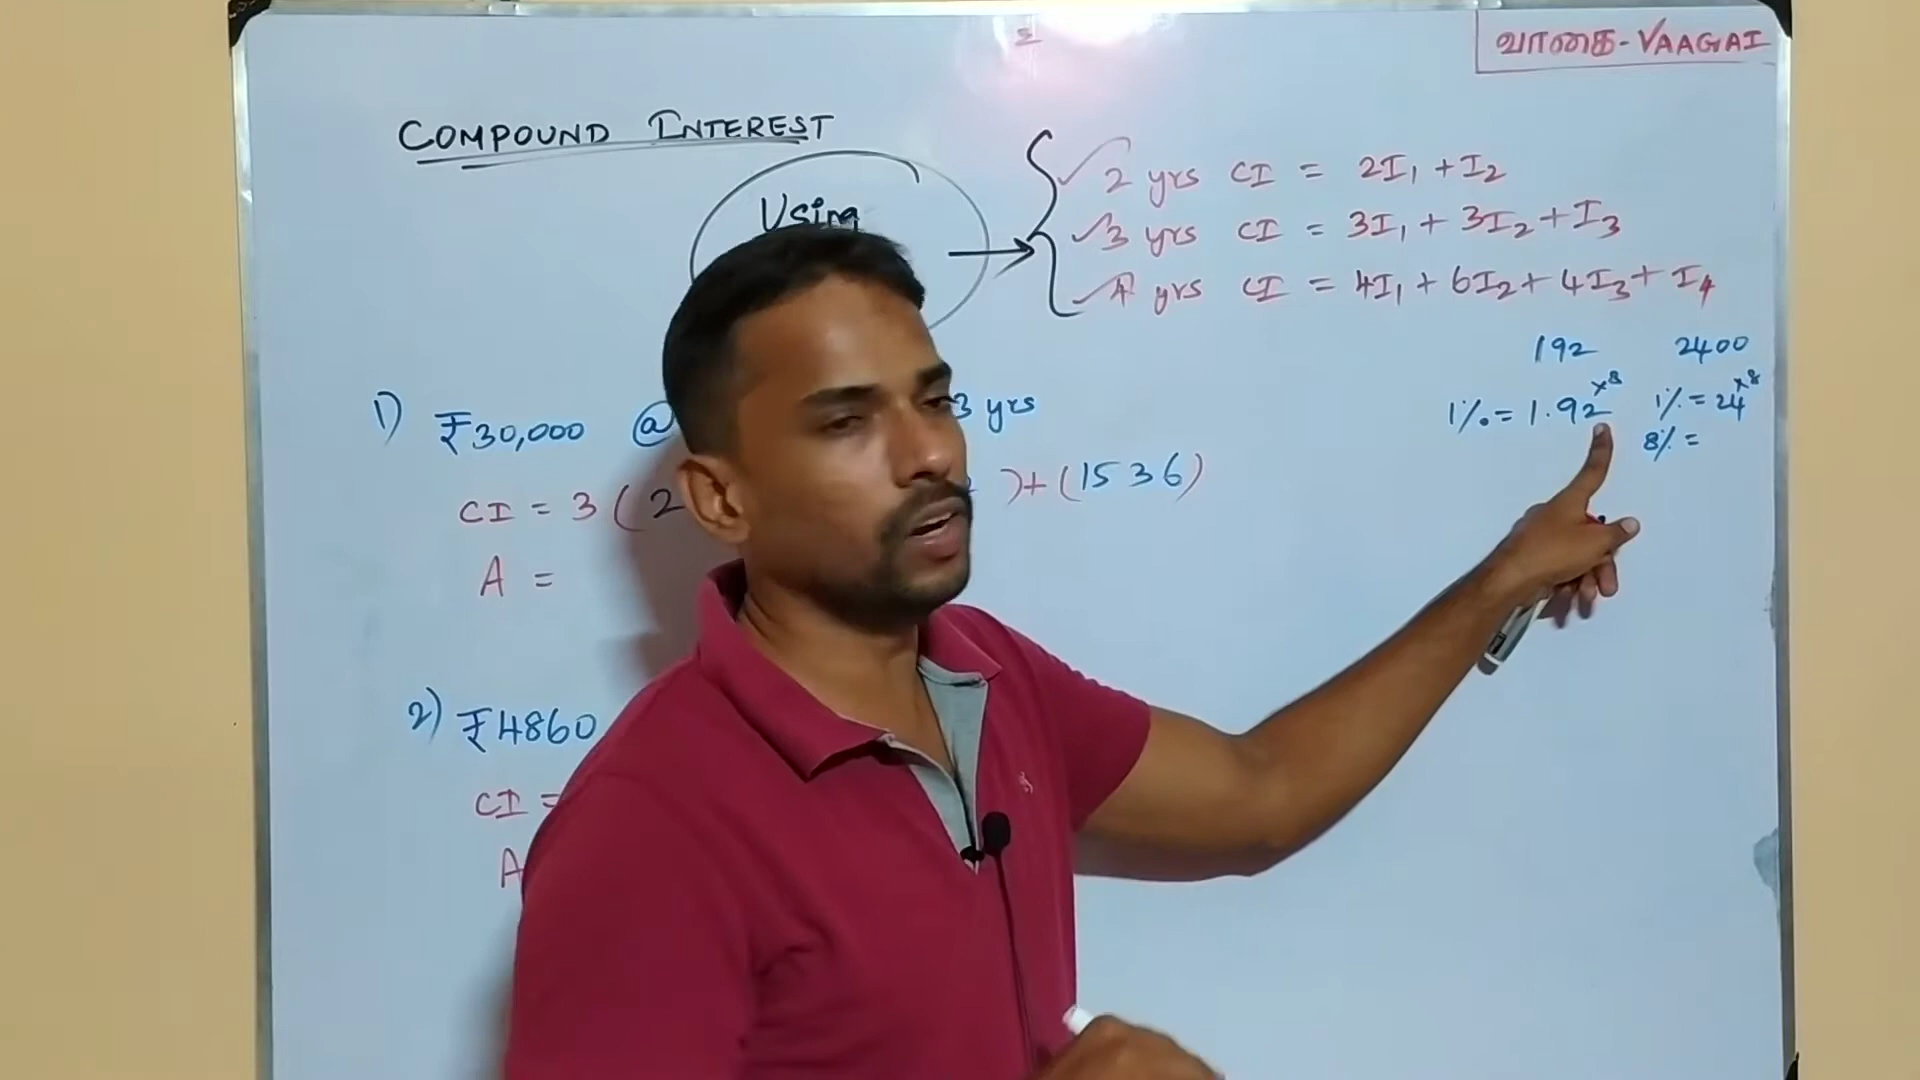 வாகை - VAAGAI
COMPOUND INTEREST
Using
2 yrs CI = 2I₁ + I₂
3 yrs CI = 3I₁ + 3I₂ + I₃
4 yrs CI = 4I₁ + 6I₂ + 4I₃ + I₄
192 2400
1% = 1.92 ×8 1% = 24 ×8
8% =
1) ₹30,000 @ 3 yrs
CI = 3 (2 ) + (1536)
A =
2) ₹4860
CI =
A